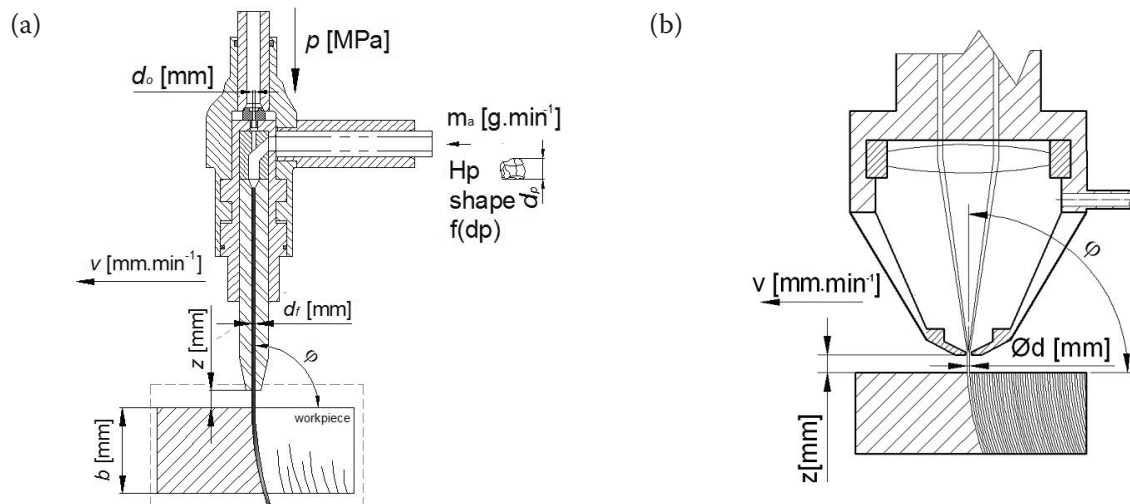 (a)
p [MPa]
dₒ [mm]
mₐ [g.min⁻¹]
Hp
shape
f(dp)
dₚ
v [mm.min⁻¹]
d_f [mm]
z [mm]
φ
workpiece
b [mm]
(b)
φ
v [mm.min⁻¹]
Ød [mm]
z[mm]